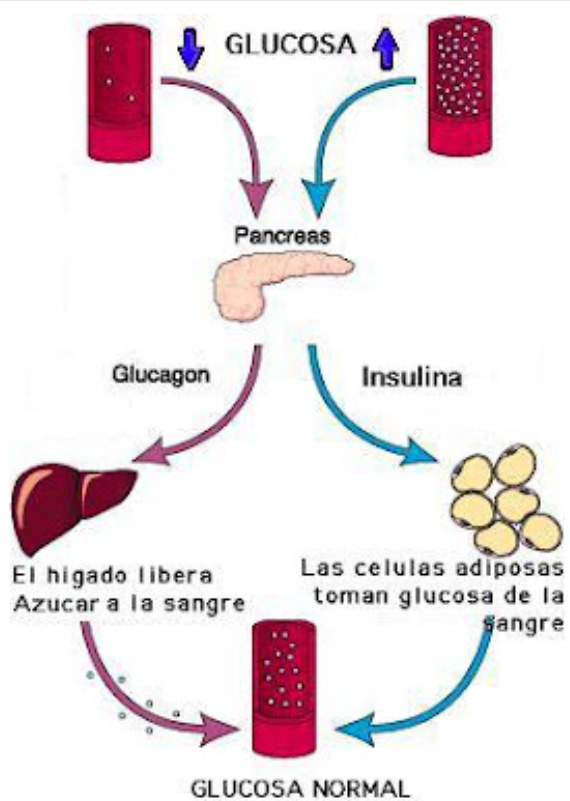 GLUCOSA
Pancreas
Glucagon
Insulina
El higado libera
Azucar a la sangre
Las celulas adiposas
toman glucosa de la
sangre
GLUCOSA NORMAL